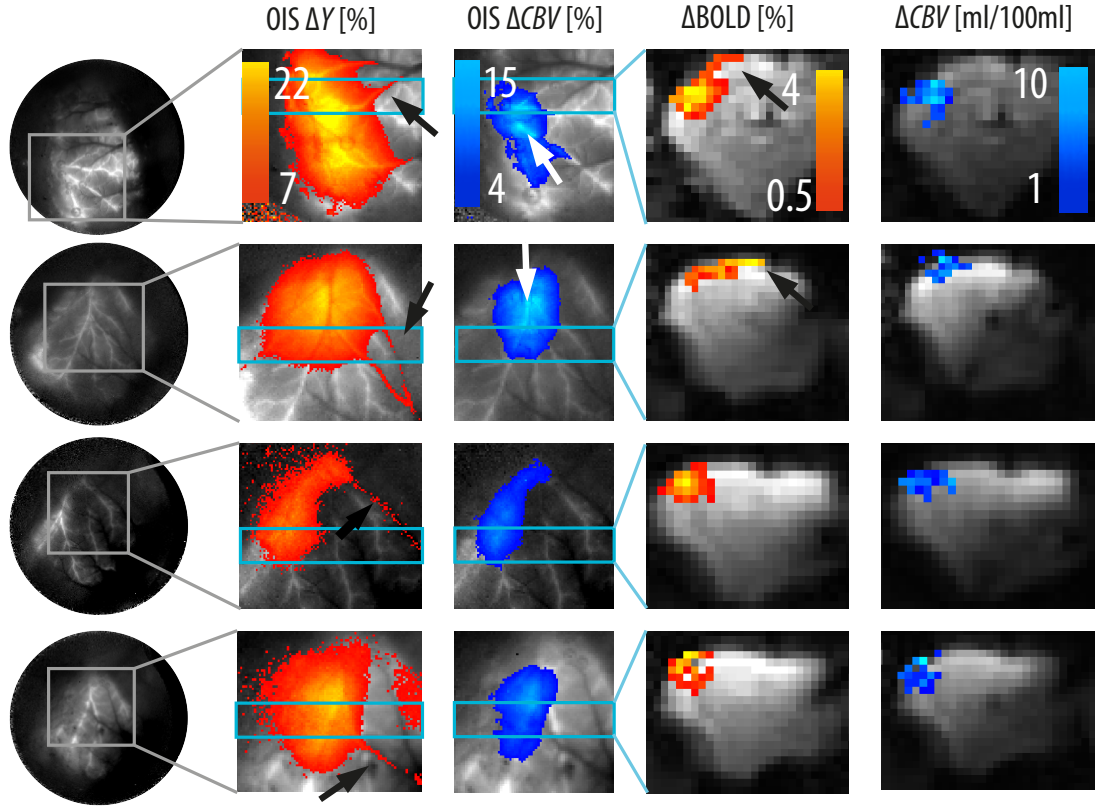 OIS ΔY [%]
OIS ΔCBV [%]
ΔBOLD [%]
ΔCBV [ml/100ml]
22
7
15
4
4
0.5
10
1